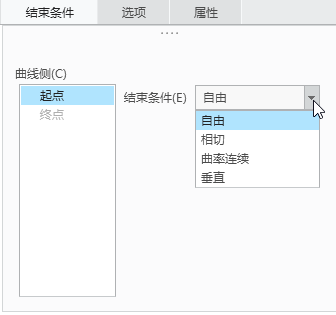 结束条件 选项 属性
曲线侧(C)
起点 结束条件(E) 自由
终点 自由
相切
曲率连续
垂直